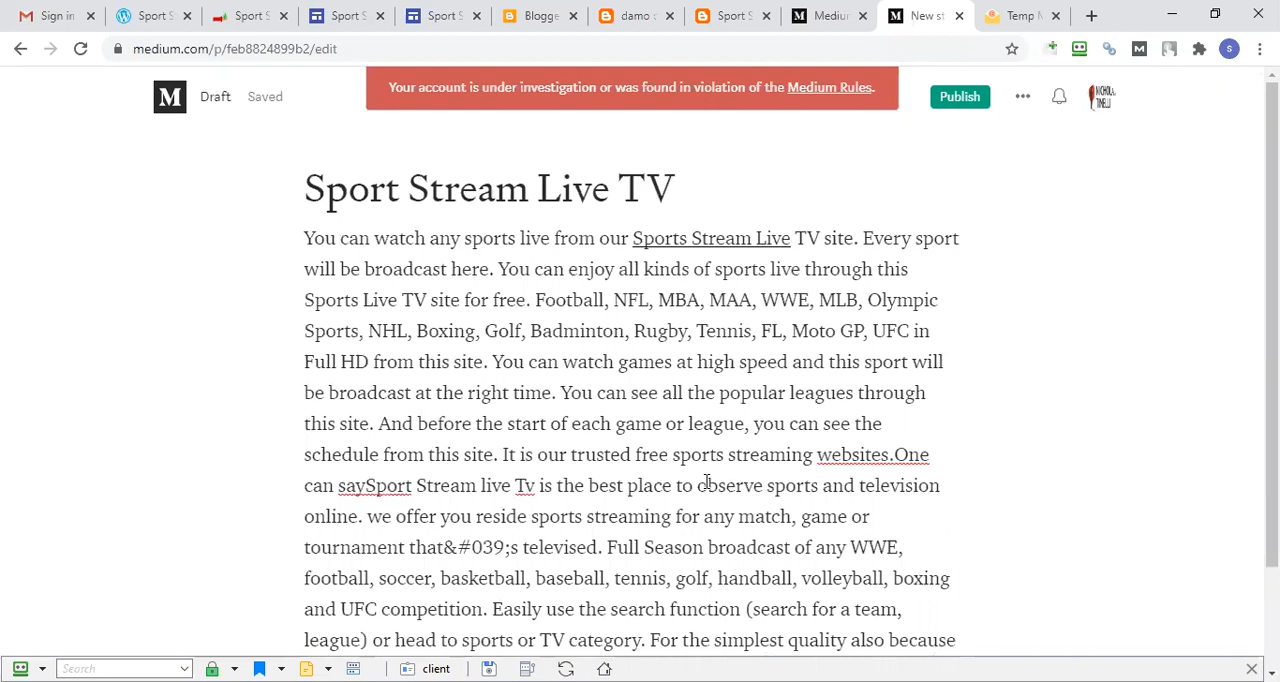 Sign in
Sport S
Sport S
Sport S
Sport S
Blogge
damo
Sport S
Mediur
New st
Temp M
medium.com/p/feb8824899b2/edit
S
M
Draft
Saved
Your account is under investigation or was found in violation of the Medium Rules.
Publish
Sport Stream Live TV
You can watch any sports live from our Sports Stream Live TV site. Every sport
will be broadcast here. You can enjoy all kinds of sports live through this
Sports Live TV site for free. Football, NFL, MBA, MAA, WWE, MLB, Olympic
Sports, NHL, Boxing, Golf, Badminton, Rugby, Tennis, FL, Moto GP, UFC in
Full HD from this site. You can watch games at high speed and this sport will
be broadcast at the right time. You can see all the popular leagues through
this site. And before the start of each game or league, you can see the
schedule from this site. It is our trusted free sports streaming websites.One
can saySport Stream live Tv is the best place to observe sports and television
online. we offer you reside sports streaming for any match, game or
tournament that&#039;s televised. Full Season broadcast of any WWE,
football, soccer, basketball, baseball, tennis, golf, handball, volleyball, boxing
and UFC competition. Easily use the search function (search for a team,
league) or head to sports or TV category. For the simplest quality also because
Search
client